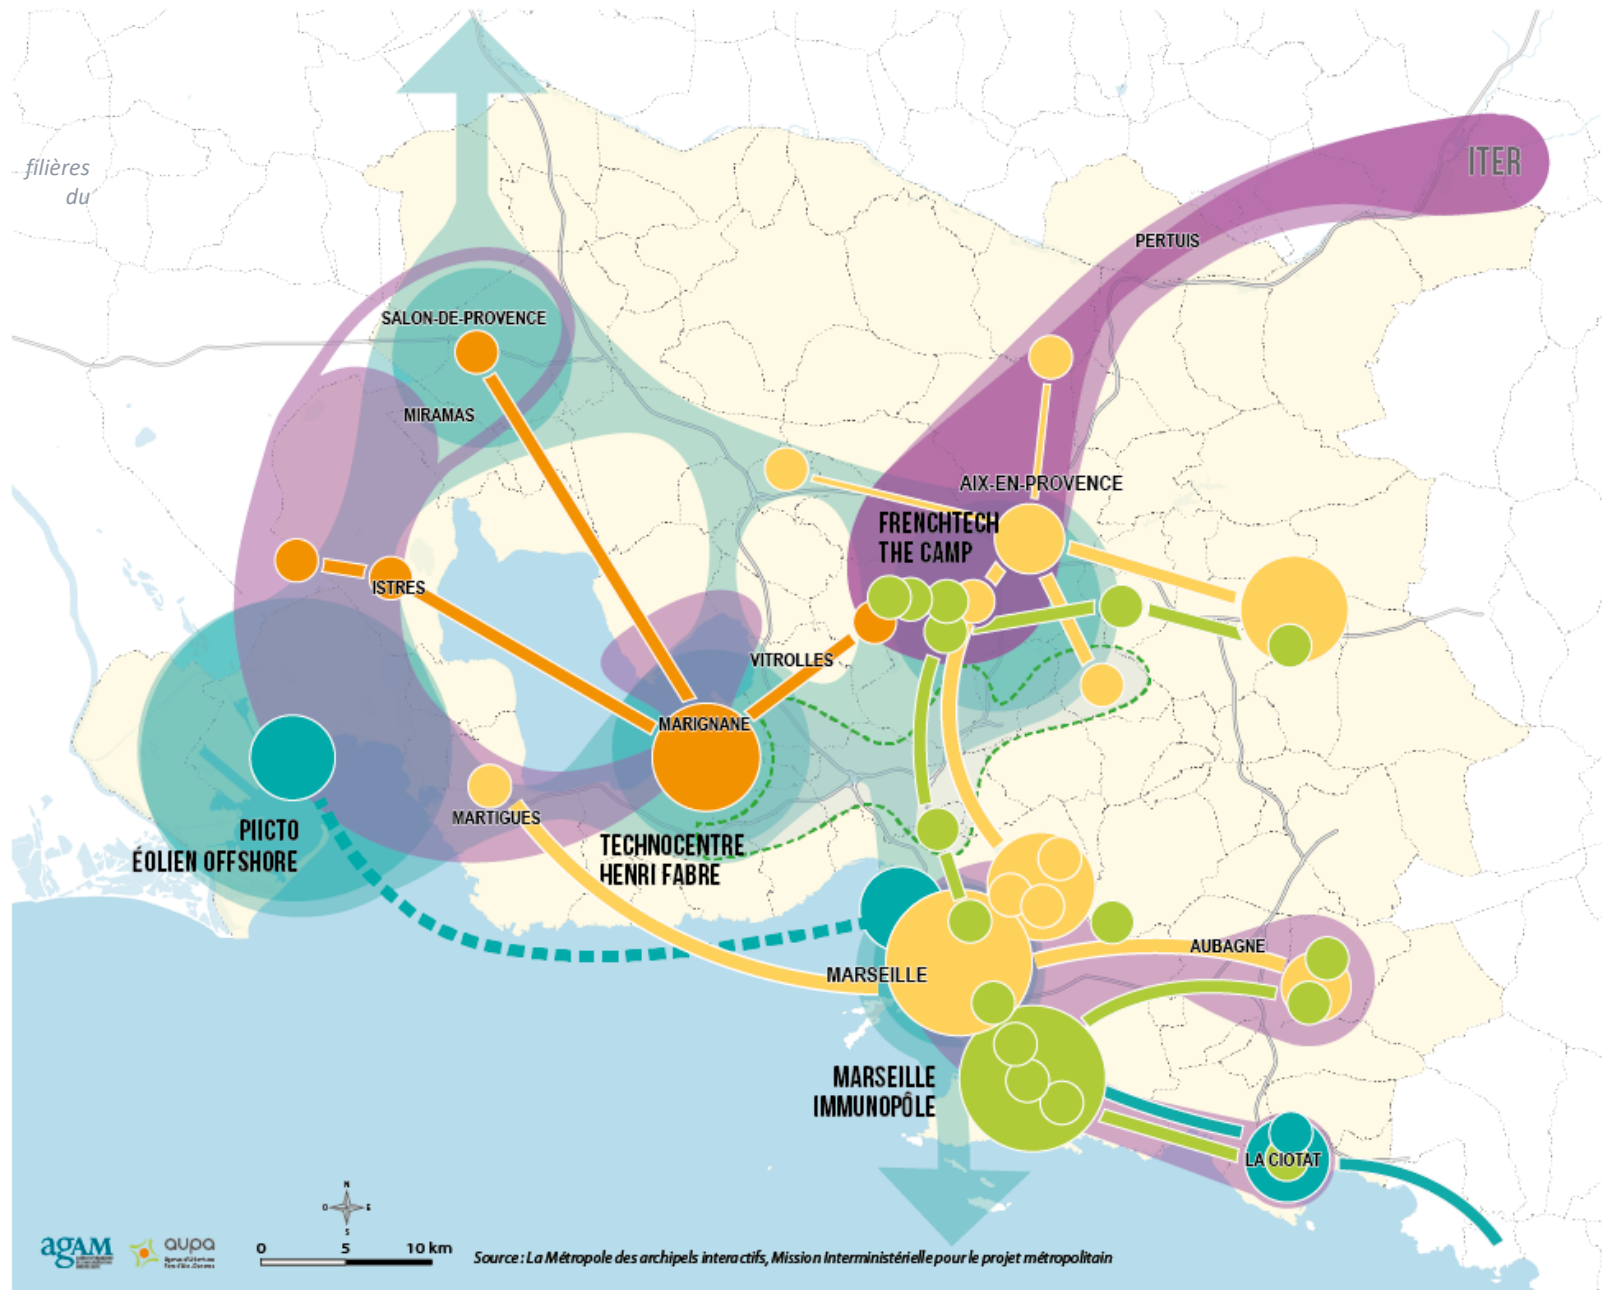 filières
du
ITER
PERTUIS
SALON-DE-PROVENCE
MIRAMAS
AIX-EN-PROVENCE
FRENCHTECH
THE CAMP
ISTRES
VITROLLES
MARIGNANE
MARTIGUES
PIICTO
ÉOLIEN OFFSHORE
TECHNOCENTRE
HENRI FABRE
AUBAGNE
MARSEILLE
MARSEILLE
IMMUNOPÔLE
LA CIOTAT
N
O E
S
agAM
aupa
0 5 10 km
Source : La Métropole des archipels interactifs, Mission Interministérielle pour le projet métropolitain